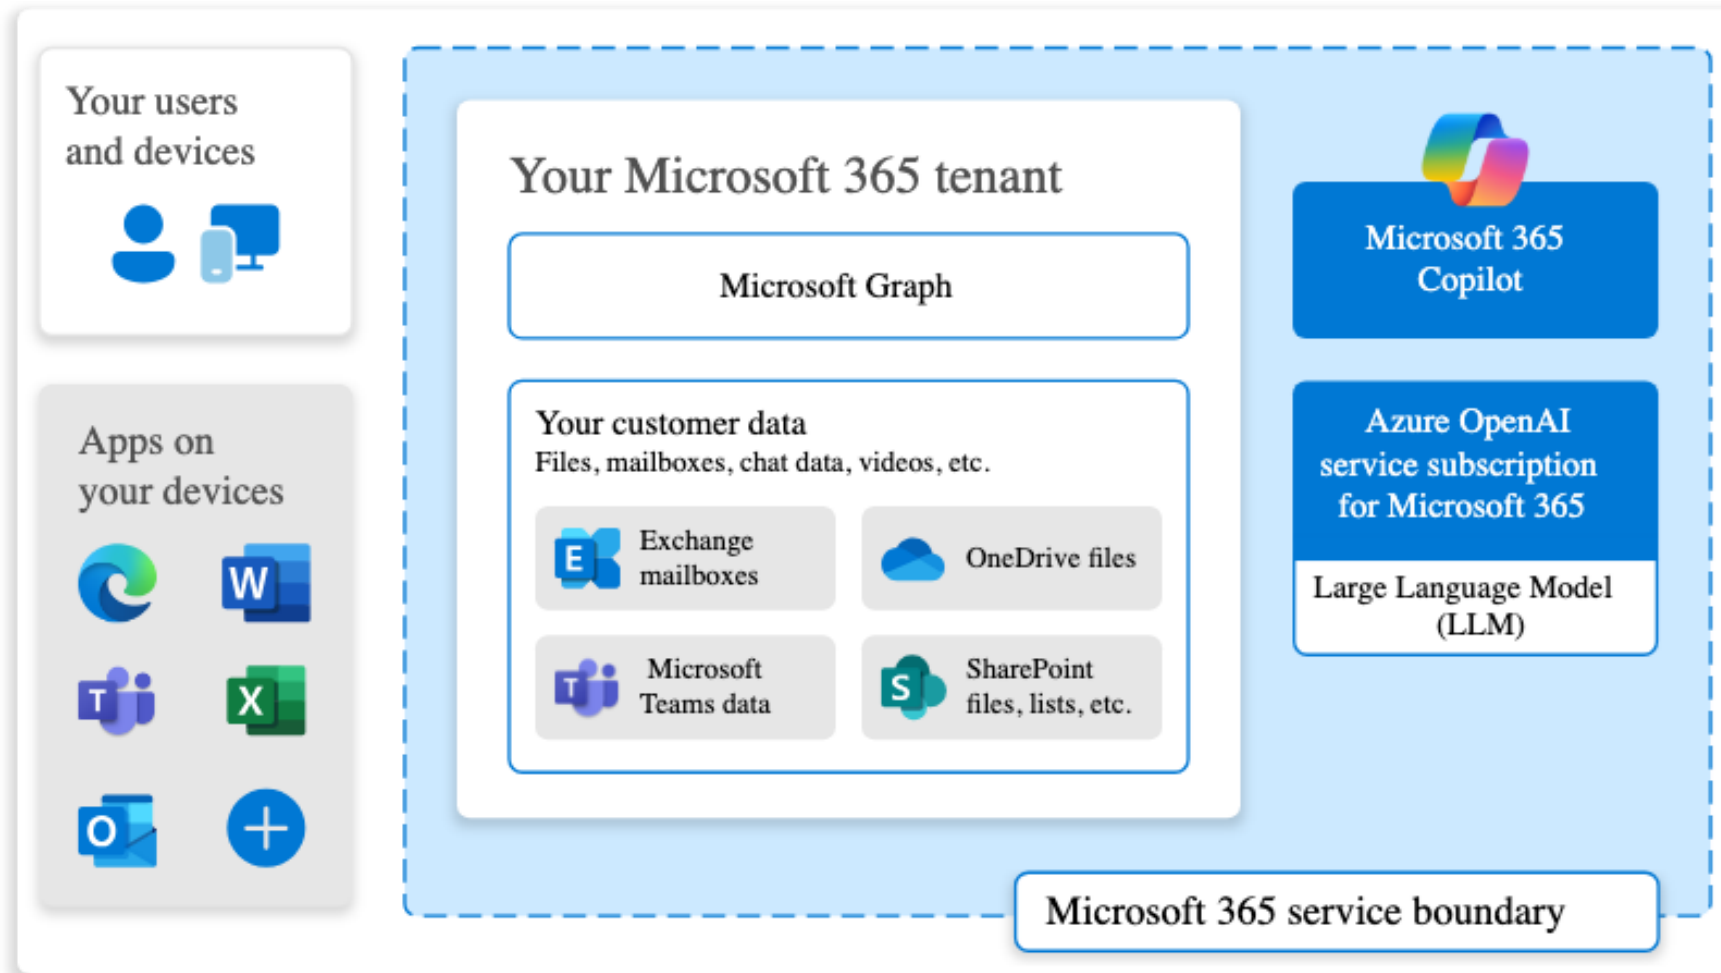 Your users
and devices
Apps on
your devices
W
T
X
O
Your Microsoft 365 tenant
Microsoft Graph
Your customer data
Files, mailboxes, chat data, videos, etc.
E
Exchange
mailboxes
OneDrive files
T
Microsoft
Teams data
S
SharePoint
files, lists, etc.
Microsoft 365
Copilot
Azure OpenAI
service subscription
for Microsoft 365
Large Language Model
(LLM)
Microsoft 365 service boundary